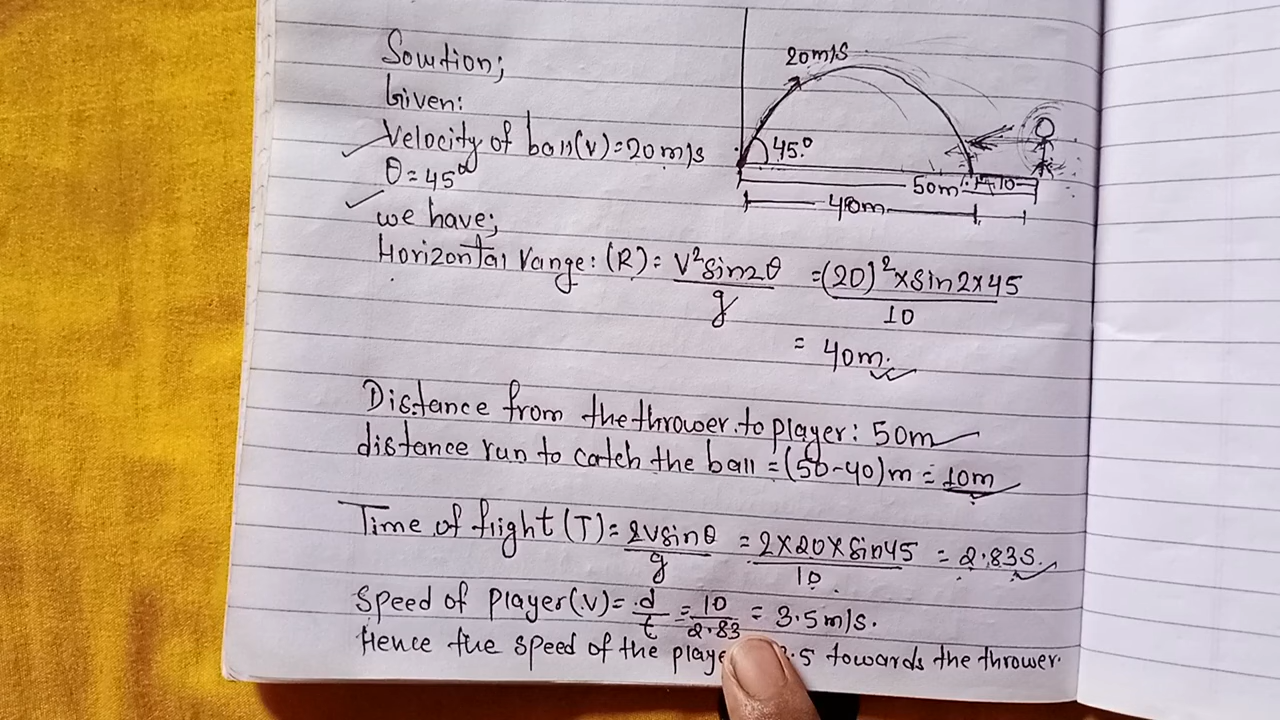 Solution;
Given:
Velocity of ball(v)=20m/s
θ=45°
we have;
Horizontal range: (R) = V²sin2θ/g = (20)²×sin2×45/10
= 40m.
20m/s
45°
50m
10
40m
Distance from the thrower to player: 50m
distance run to catch the ball = (50-40)m = 10m
Time of flight (T) = 2vsinθ/g = 2×20×sin45/10 = 2.83s.
Speed of player(v) = d/t = 10/2.83 = 3.5m/s.
Hence the speed of the .5 towards the thrower.